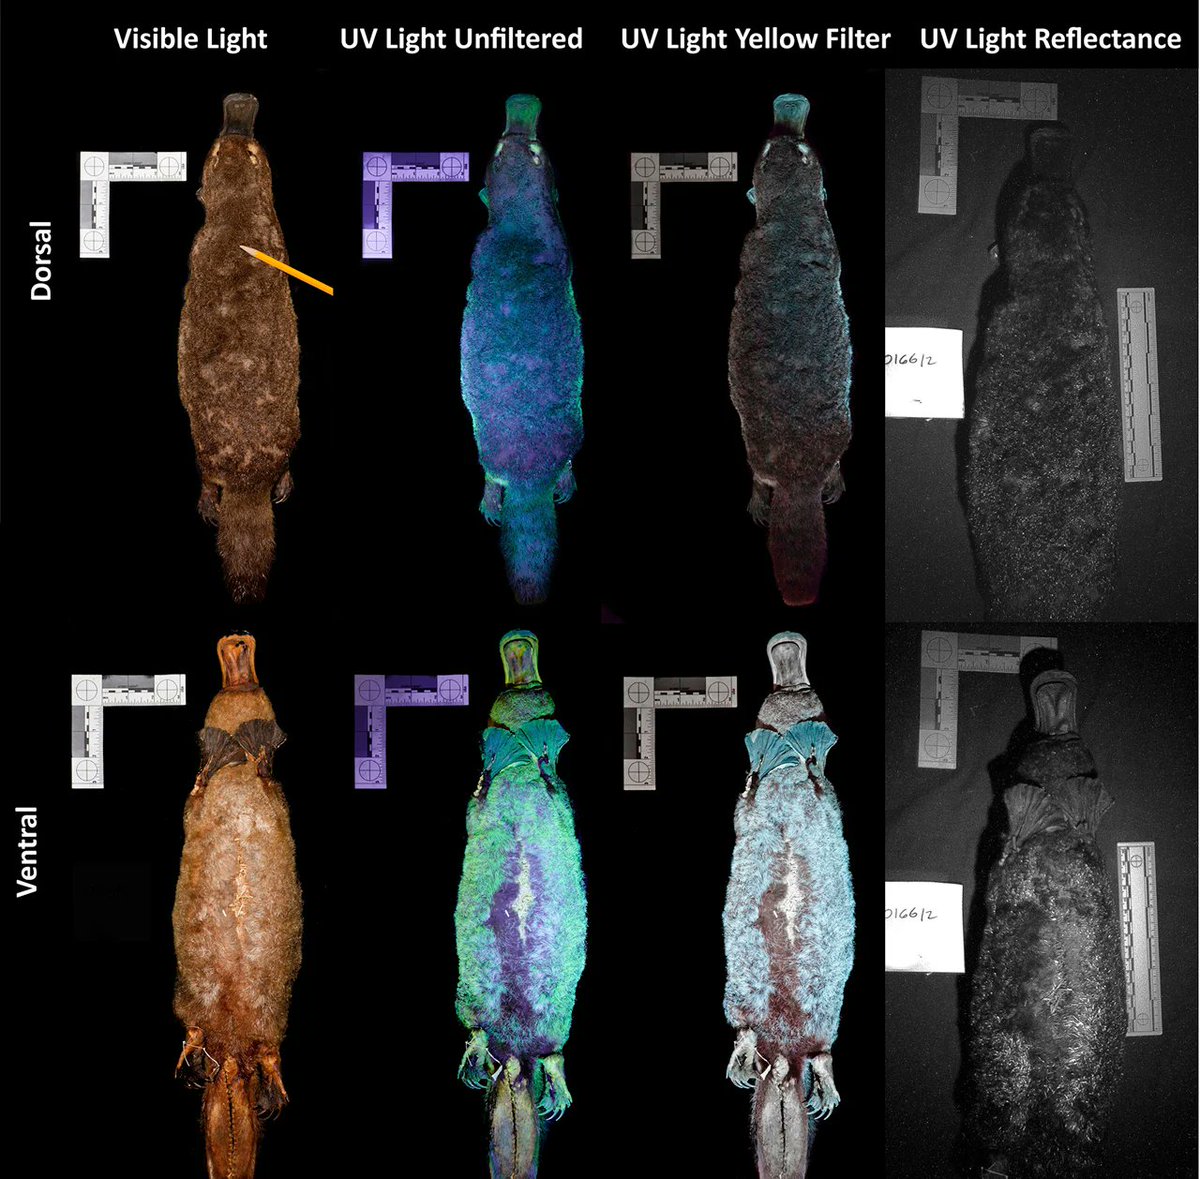 Visible Light
UV Light Unfiltered
UV Light Yellow Filter
UV Light Reflectance
Dorsal
0166/2
Ventral
0166/2